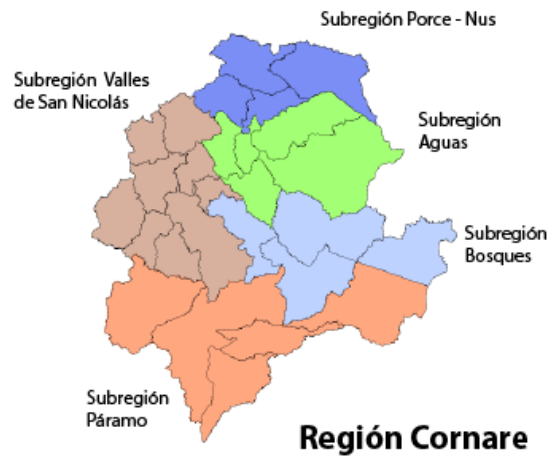 Subregión Porce - Nus
Subregión Valles
de San Nicolás
Subregión
Aguas
Subregión
Bosques
Subregión
Páramo
Región Cornare